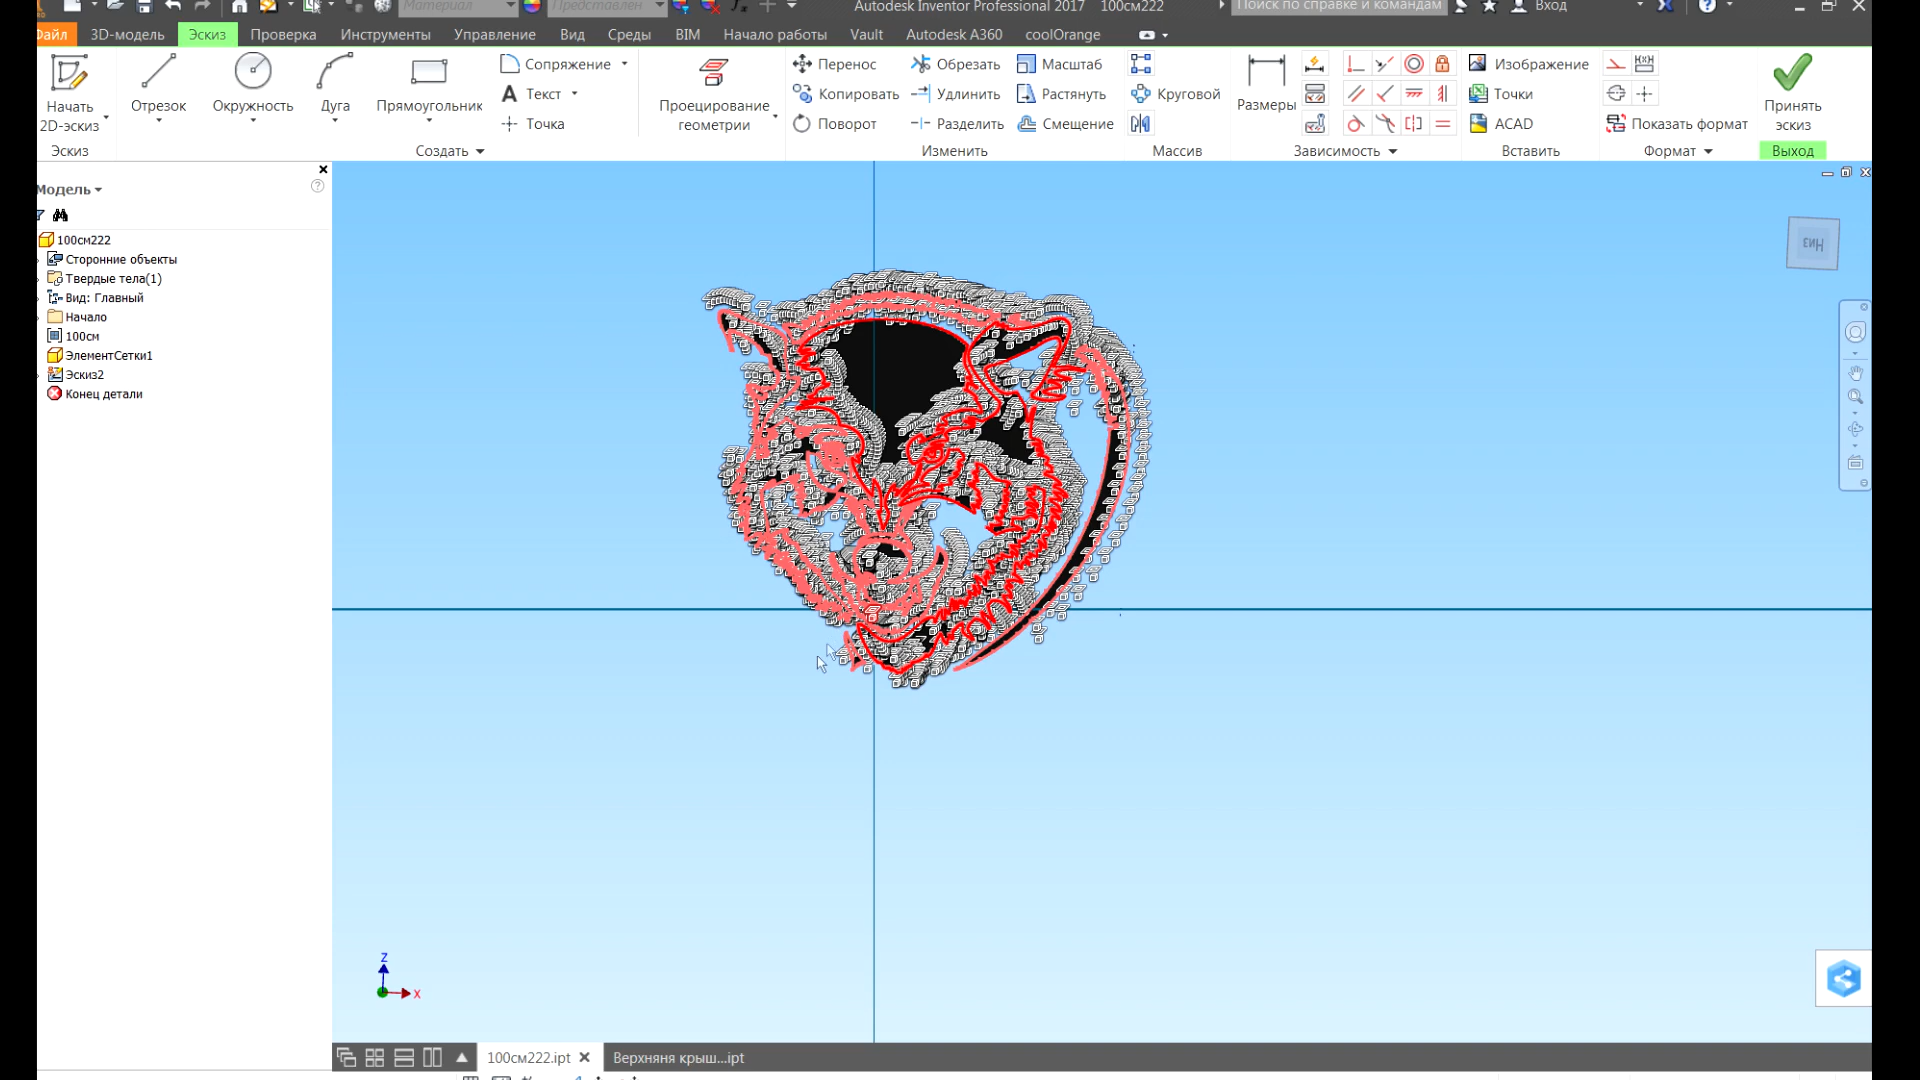 Материал
Представлен
Autodesk Inventor Professional 2017 100см222
Поиск по справке и командам
Вход
Файл
3D-модель
Эскиз
Проверка
Инструменты
Управление
Вид
Среды
BIM
Начало работы
Vault
Autodesk A360
coolOrange
Начать
2D-эскиз
Отрезок
Окружность
Дуга
Прямоугольник
Сопряжение
Текст
Точка
Проецирование
геометрии
Перенос
Копировать
Поворот
Обрезать
Удлинить
Разделить
Масштаб
Растянуть
Смещение
Круговой
Размеры
Изображение
Точки
ACAD
Показать формат
Принять
эскиз
Эскиз
Создать
Изменить
Массив
Зависимость
Вставить
Формат
Выход
Модель
100см222
Сторонние объекты
Твердые тела(1)
Вид: Главный
Начало
100см
ЭлементСетки1
Эскиз2
Конец детали
Низ
Z
X
100см222.ipt
Верхняня крыш...ipt